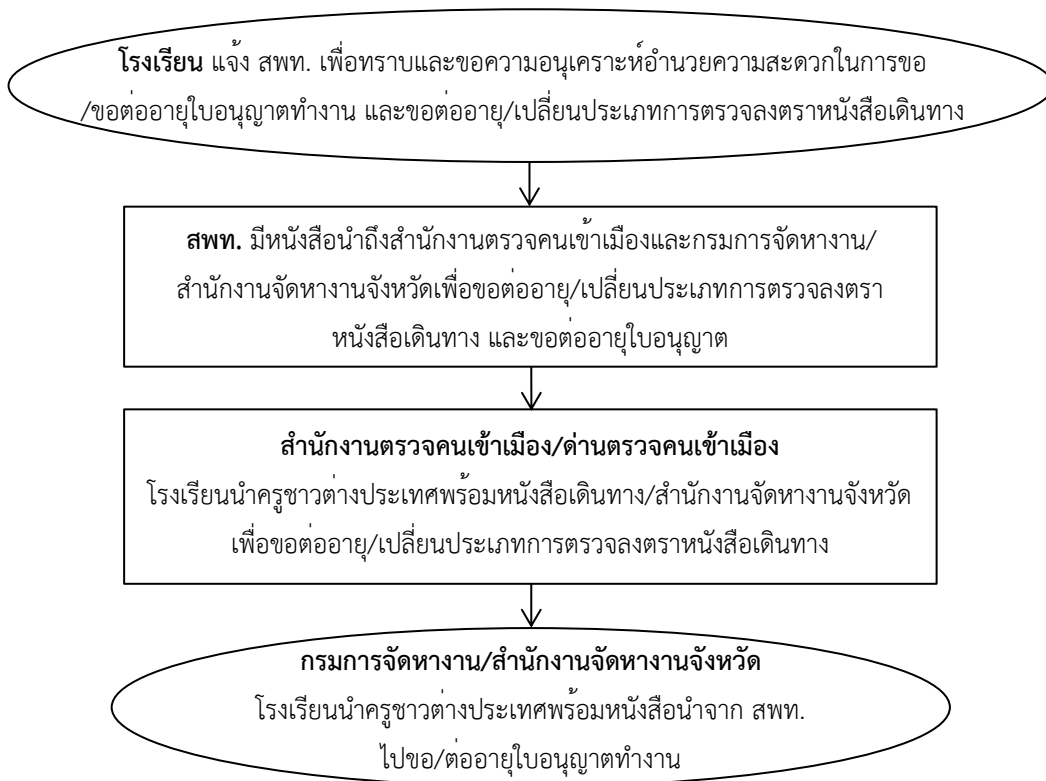 โรงเรียน แจ้ง สพท. เพื่อทราบและขอความอนุเคราะห์อำนวยความสะดวกในการขอ
/ขอต่ออายุใบอนุญาตทำงาน และขอต่ออายุ/เปลี่ยนประเภทการตรวจลงตราหนังสือเดินทาง
สพท. มีหนังสือนำถึงสำนักงานตรวจคนเข้าเมืองและกรมการจัดหางาน/
สำนักงานจัดหางานจังหวัดเพื่อขอต่ออายุ/เปลี่ยนประเภทการตรวจลงตรา
หนังสือเดินทาง และขอต่ออายุใบอนุญาต
สำนักงานตรวจคนเข้าเมือง/ด่านตรวจคนเข้าเมือง
โรงเรียนนำครูชาวต่างประเทศพร้อมหนังสือเดินทาง/สำนักงานจัดหางานจังหวัด
เพื่อขอต่ออายุ/เปลี่ยนประเภทการตรวจลงตราหนังสือเดินทาง
กรมการจัดหางาน/สำนักงานจัดหางานจังหวัด
โรงเรียนนำครูชาวต่างประเทศพร้อมหนังสือนำจาก สพท.
ไปขอ/ต่ออายุใบอนุญาตทำงาน